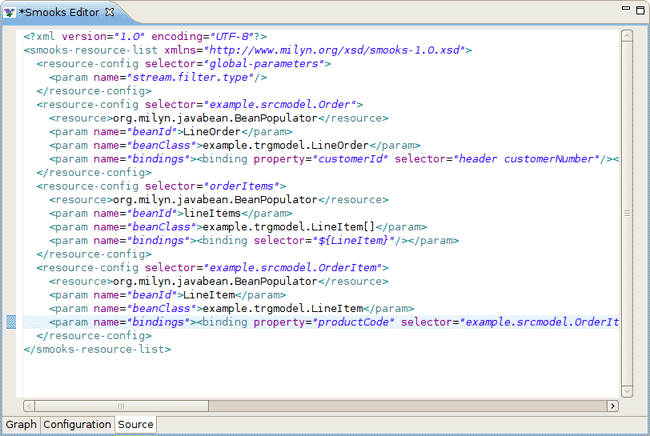 *Smooks Editor
<?xml version="1.0" encoding="UTF-8"?>
<smooks-resource-list xmlns="http://www.milyn.org/xsd/smooks-1.0.xsd">
<resource-config selector="global-parameters">
<param name="stream.filter.type"/>
</resource-config>
<resource-config selector="example.srcmodel.Order">
<resource>org.milyn.javabean.BeanPopulator</resource>
<param name="beanId">LineOrder</param>
<param name="beanClass">example.trgmodel.LineOrder</param>
<param name="bindings"><binding property="customerId" selector="header customerNumber"/><
</resource-config>
<resource-config selector="orderItems">
<resource>org.milyn.javabean.BeanPopulator</resource>
<param name="beanId">lineItems</param>
<param name="beanClass">example.trgmodel.LineItem[]</param>
<param name="bindings"><binding selector="${LineItem}"/></param>
</resource-config>
<resource-config selector="example.srcmodel.OrderItem">
<resource>org.milyn.javabean.BeanPopulator</resource>
<param name="beanId">LineItem</param>
<param name="beanClass">example.trgmodel.LineItem</param>
<param name="bindings"><binding property="productCode" selector="example.srcmodel.OrderIt
</resource-config>
</smooks-resource-list>
Graph Configuration Source